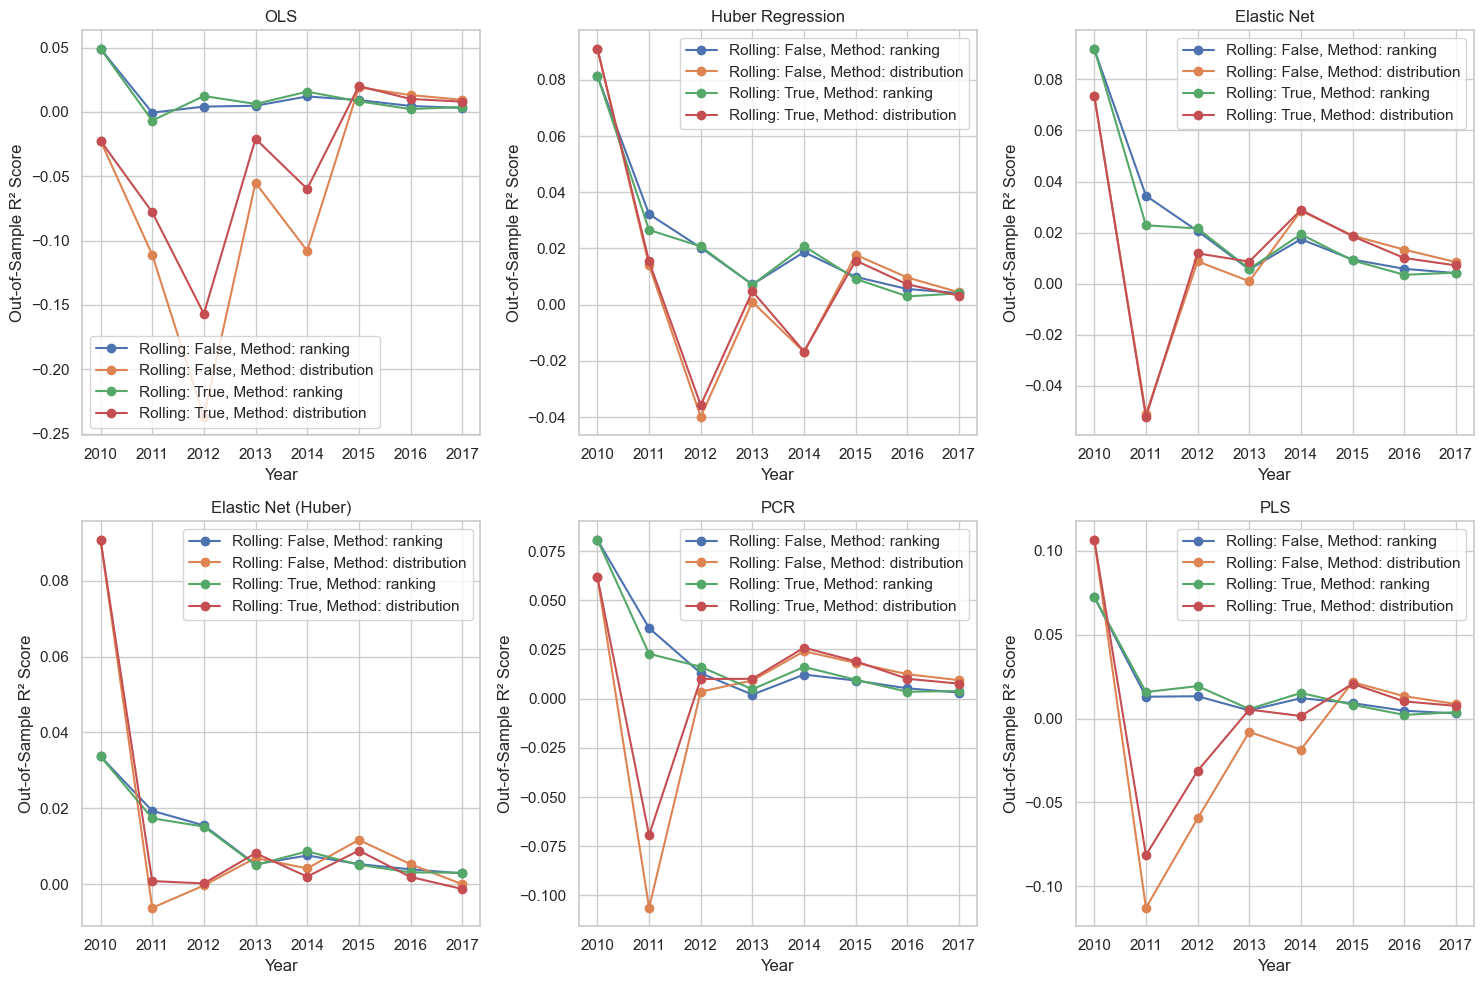 OLS
0.05
0.00
−0.05
−0.10
−0.15
−0.20
−0.25
Out-of-Sample R² Score
Rolling: False, Method: ranking
Rolling: False, Method: distribution
Rolling: True, Method: ranking
Rolling: True, Method: distribution
2010 2011 2012 2013 2014 2015 2016 2017
Year
Huber Regression
0.08
0.06
0.04
0.02
0.00
−0.02
−0.04
Out-of-Sample R² Score
Rolling: False, Method: ranking
Rolling: False, Method: distribution
Rolling: True, Method: ranking
Rolling: True, Method: distribution
2010 2011 2012 2013 2014 2015 2016 2017
Year
Elastic Net
0.08
0.06
0.04
0.02
0.00
−0.02
−0.04
Out-of-Sample R² Score
Rolling: False, Method: ranking
Rolling: False, Method: distribution
Rolling: True, Method: ranking
Rolling: True, Method: distribution
2010 2011 2012 2013 2014 2015 2016 2017
Year
Elastic Net (Huber)
0.08
0.06
0.04
0.02
0.00
Out-of-Sample R² Score
Rolling: False, Method: ranking
Rolling: False, Method: distribution
Rolling: True, Method: ranking
Rolling: True, Method: distribution
2010 2011 2012 2013 2014 2015 2016 2017
Year
PCR
0.075
0.050
0.025
0.000
−0.025
−0.050
−0.075
−0.100
Out-of-Sample R² Score
Rolling: False, Method: ranking
Rolling: False, Method: distribution
Rolling: True, Method: ranking
Rolling: True, Method: distribution
2010 2011 2012 2013 2014 2015 2016 2017
Year
PLS
0.10
0.05
0.00
−0.05
−0.10
Out-of-Sample R² Score
Rolling: False, Method: ranking
Rolling: False, Method: distribution
Rolling: True, Method: ranking
Rolling: True, Method: distribution
2010 2011 2012 2013 2014 2015 2016 2017
Year